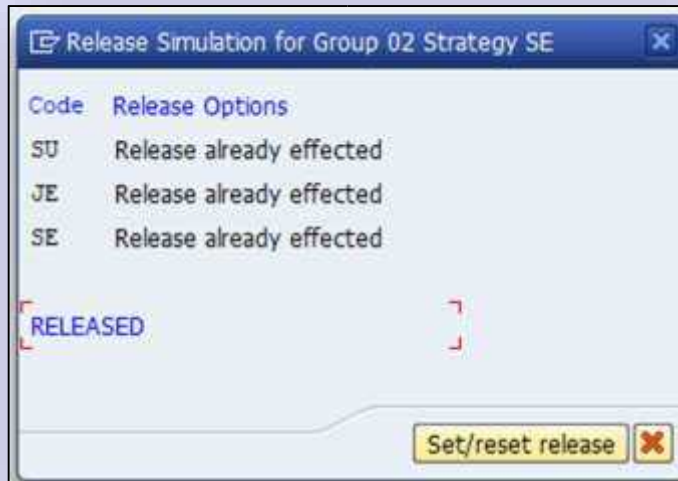 Release Simulation for Group 02 Strategy SE
Code Release Options
SU Release already effected
JE Release already effected
SE Release already effected
RELEASED
Set/reset release